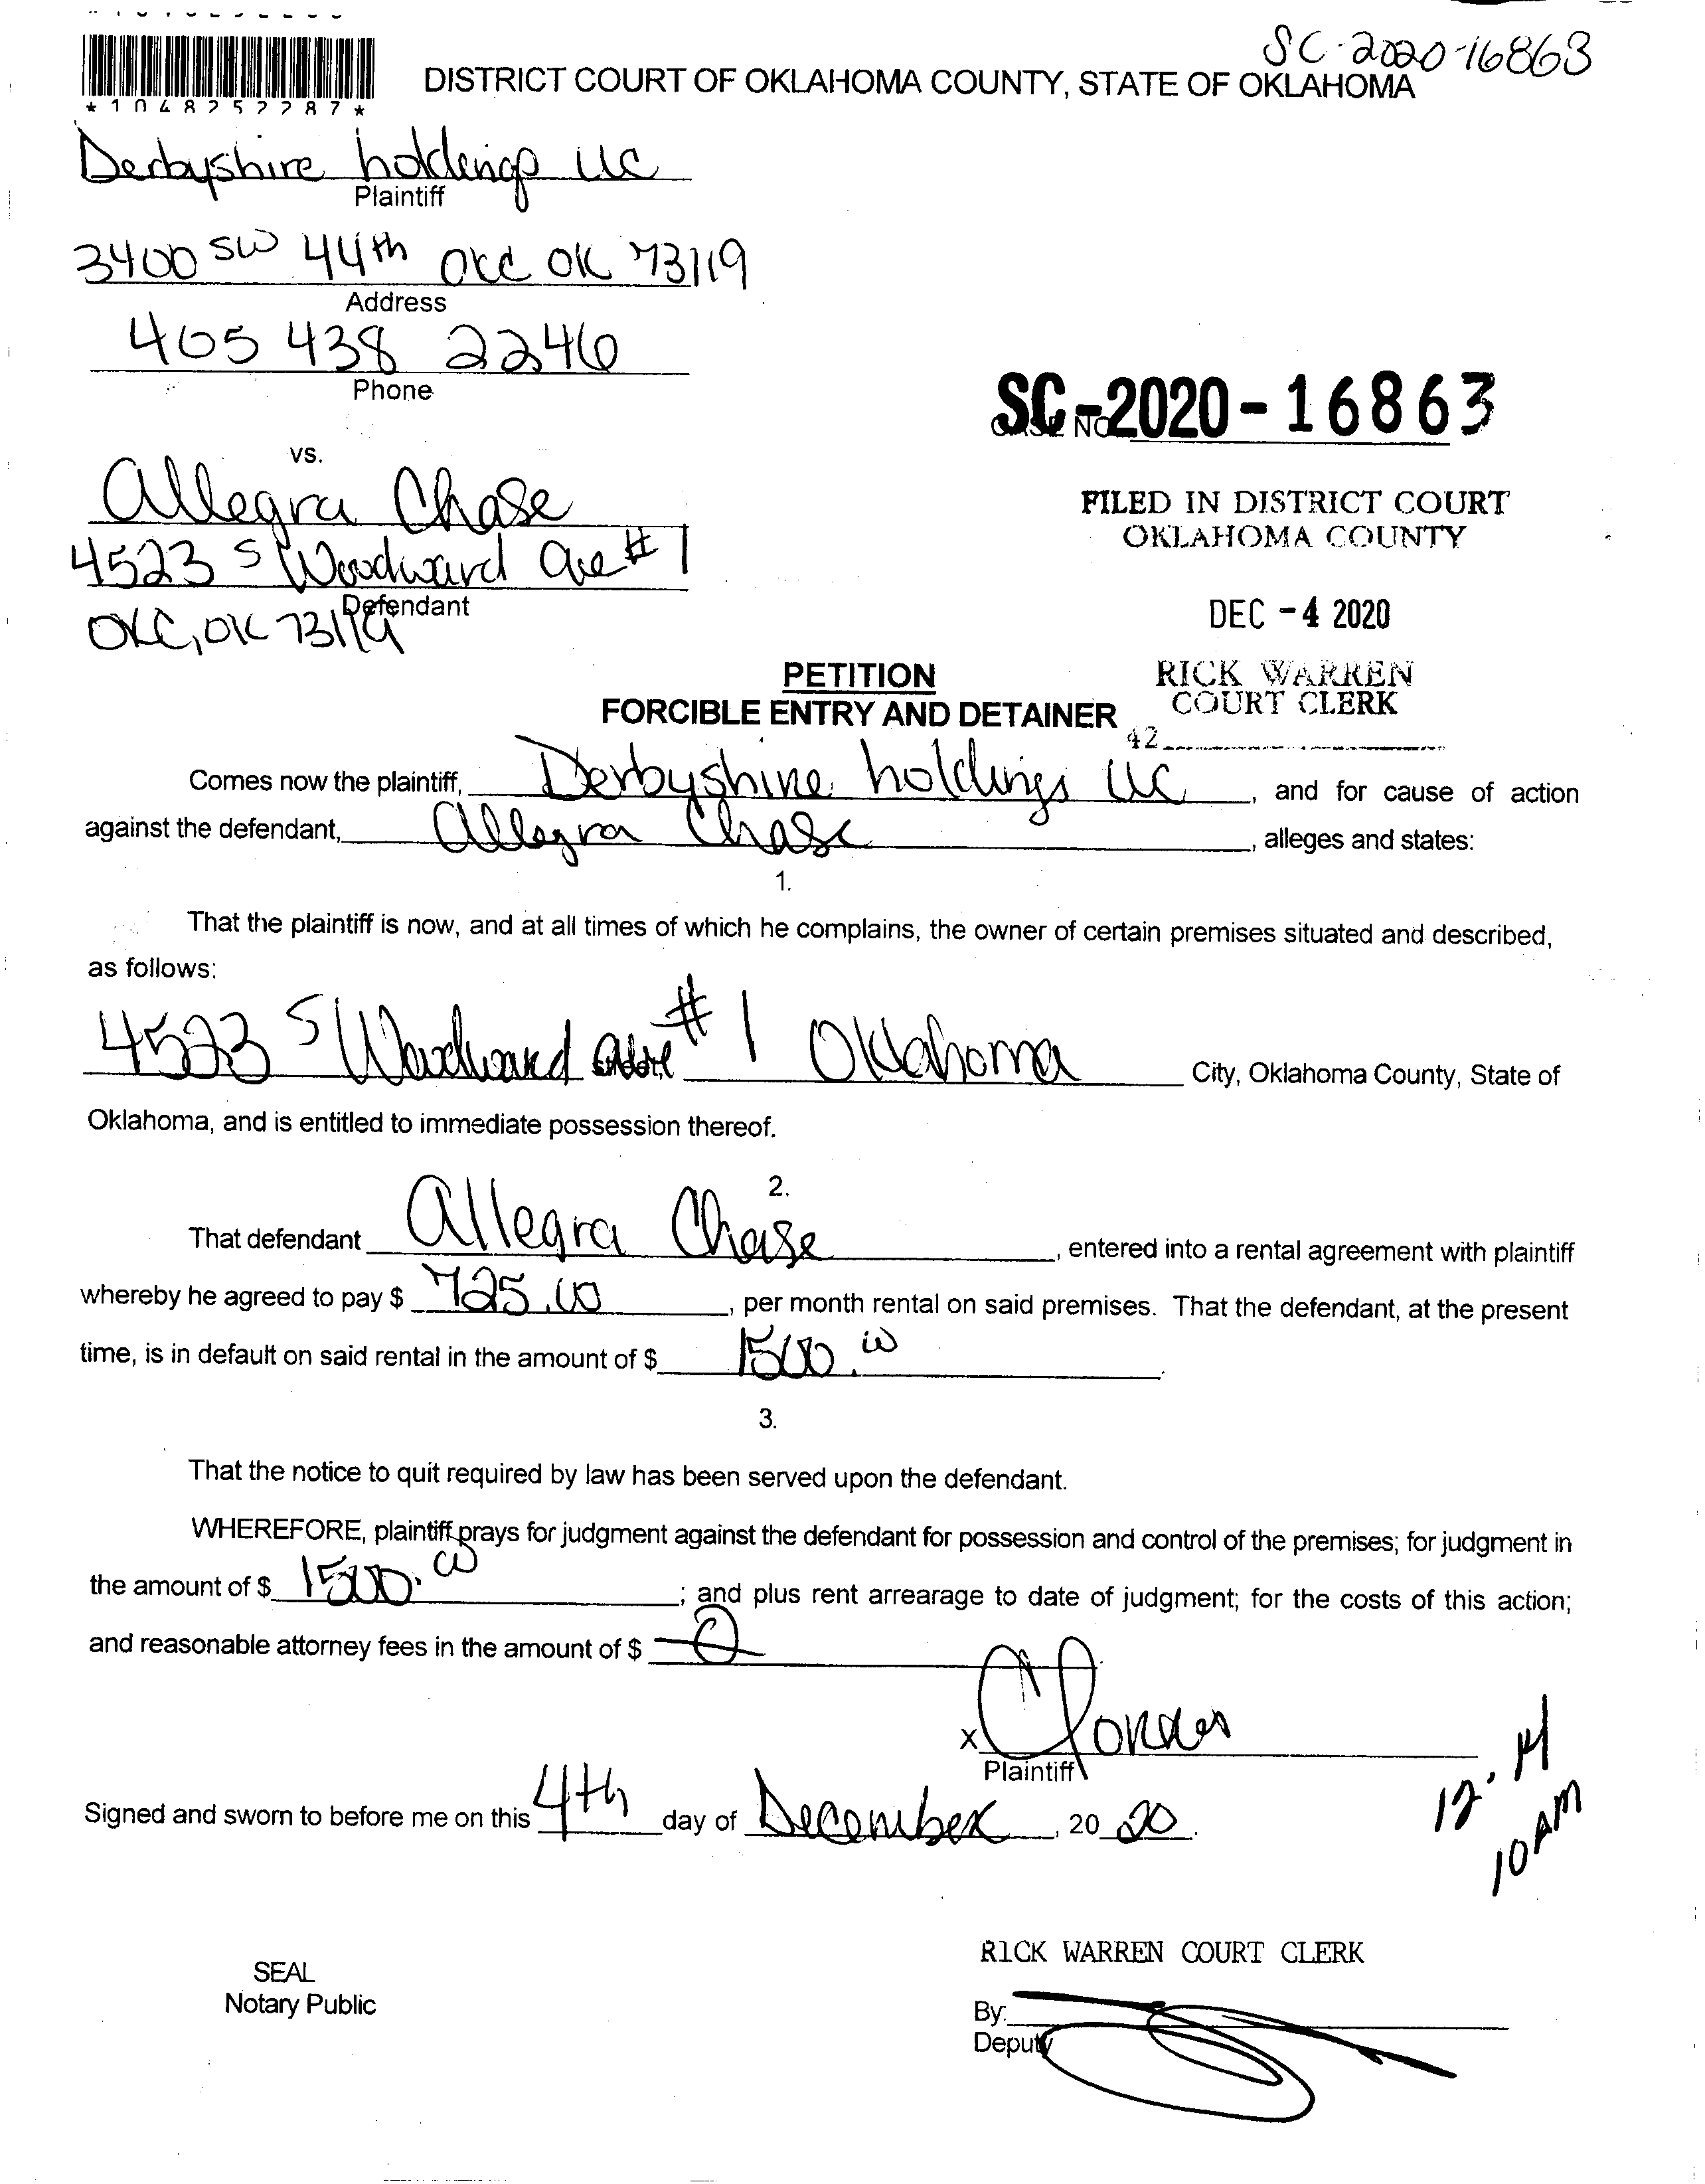 SC-2020-16863
*1048252287*
DISTRICT COURT OF OKLAHOMA COUNTY, STATE OF OKLAHOMA
Derbyshire holdings LLC
Plaintiff
3400 SW 44th OKC OK 73119
Address
405 438 2246
Phone
SC-2020-16863
CASE NO.
vs.
Allegra Chase
4523 S Woodward Ave #1
Defendant
OKC, OK 73119
FILED IN DISTRICT COURT
OKLAHOMA COUNTY
DEC -4 2020
RICK WARREN
COURT CLERK
42
PETITION
FORCIBLE ENTRY AND DETAINER
Comes now the plaintiff, Derbyshire holdings LLC, and for cause of action
against the defendant, Allegra Chase, alleges and states:
1.
That the plaintiff is now, and at all times of which he complains, the owner of certain premises situated and described,
as follows:
4523 S Woodward Ave #1 Oklahoma City, Oklahoma County, State of
Oklahoma, and is entitled to immediate possession thereof.
2.
That defendant Allegra Chase, entered into a rental agreement with plaintiff
whereby he agreed to pay $ 725.00, per month rental on said premises. That the defendant, at the present
time, is in default on said rental in the amount of $ 1500.00.
3.
That the notice to quit required by law has been served upon the defendant.
WHEREFORE, plaintiff prays for judgment against the defendant for possession and control of the premises; for judgment in
the amount of $ 1500.00; and plus rent arrearage to date of judgment; for the costs of this action;
and reasonable attorney fees in the amount of $ 0
X
Plaintiff
Signed and sworn to before me on this 4th day of December, 20 20.
12.14
10AM
SEAL
Notary Public
RICK WARREN COURT CLERK
By:
Deputy